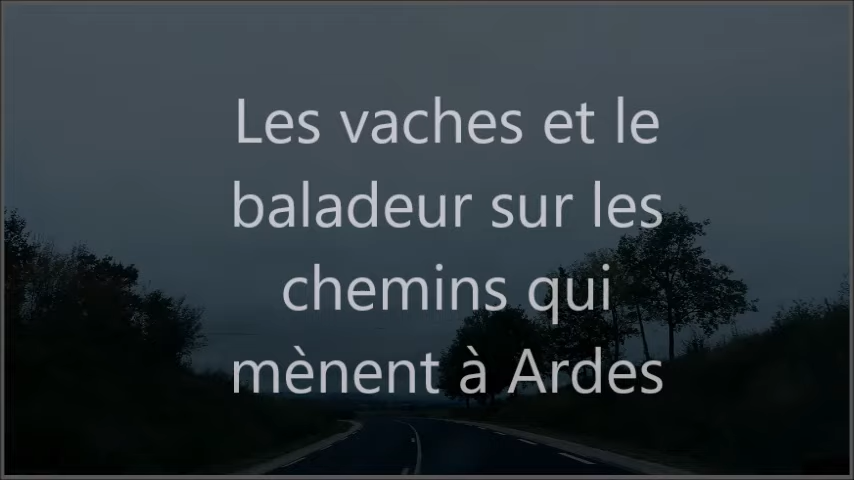 Les vaches et le
baladeur sur les
chemins qui
mènent à Ardes